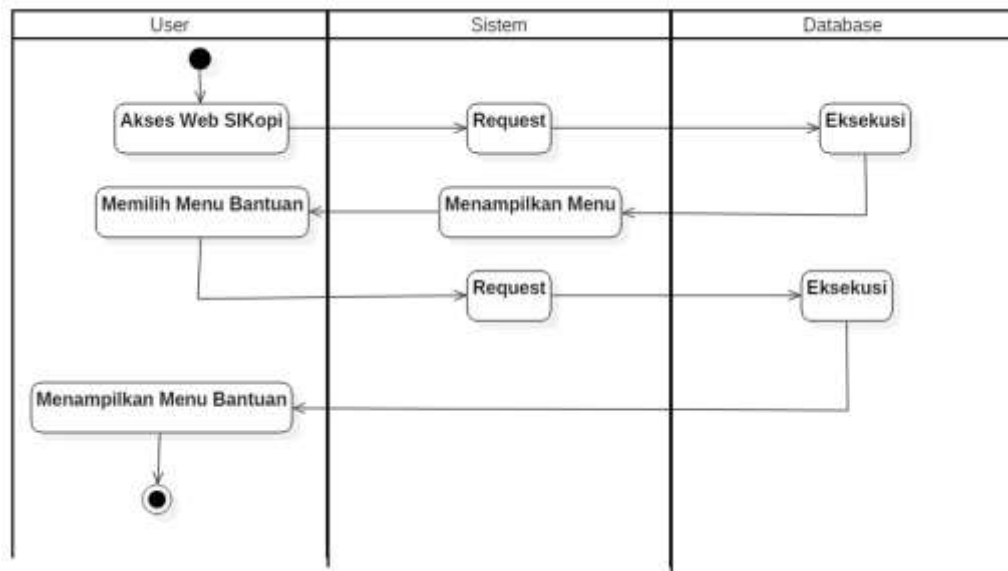 User
Sistem
Database
Akses Web SIKopi
Request
Eksekusi
Memilih Menu Bantuan
Menampilkan Menu
Request
Eksekusi
Menampilkan Menu Bantuan